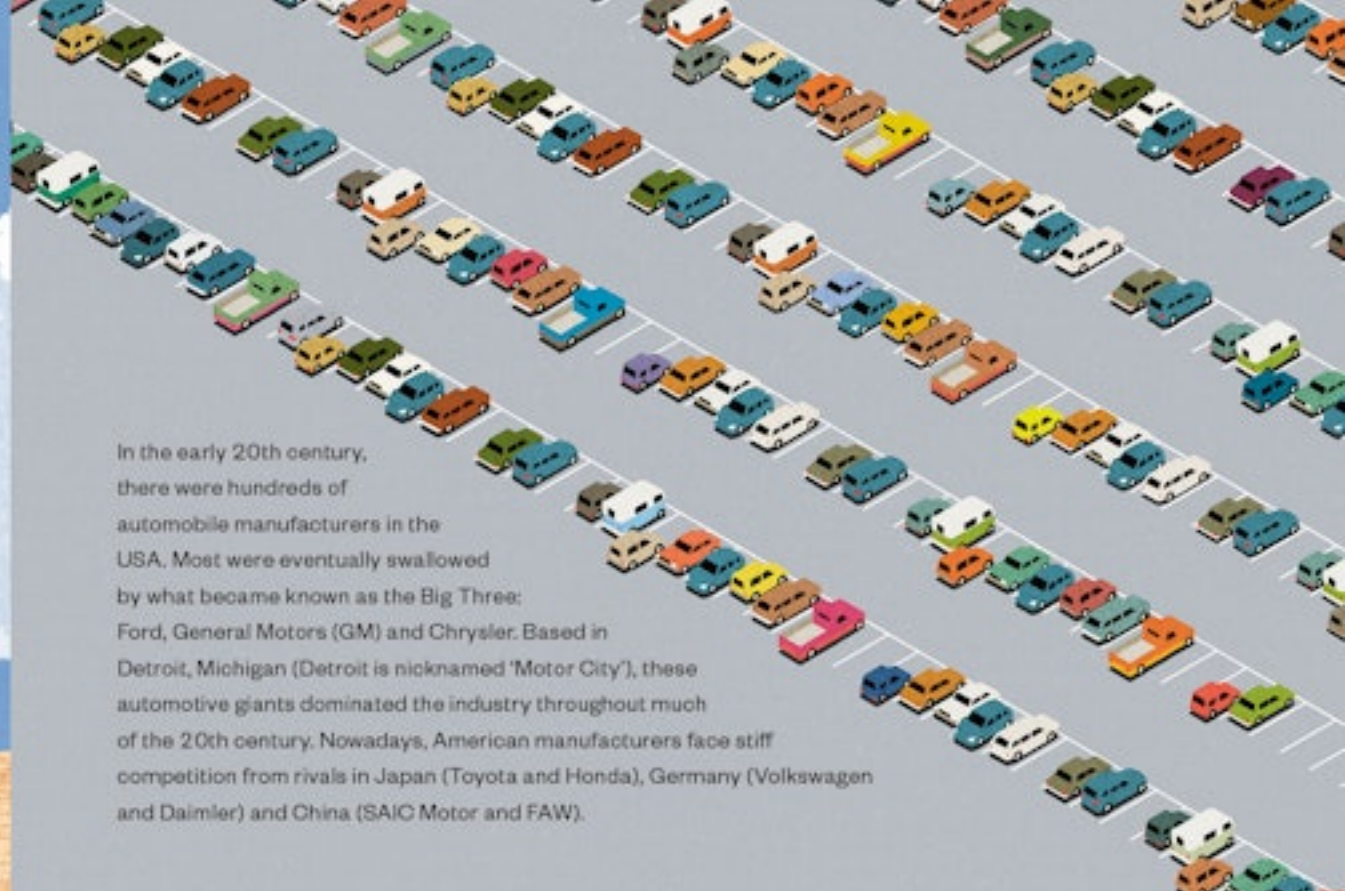 In the early 20th century,
there were hundreds of
automobile manufacturers in the
USA. Most were eventually swallowed
by what became known as the Big Three:
Ford, General Motors (GM) and Chrysler. Based in
Detroit, Michigan (Detroit is nicknamed ‘Motor City’), these
automotive giants dominated the industry throughout much
of the 20th century. Nowadays, American manufacturers face stiff
competition from rivals in Japan (Toyota and Honda), Germany (Volkswagen
and Daimler) and China (SAIC Motor and FAW).